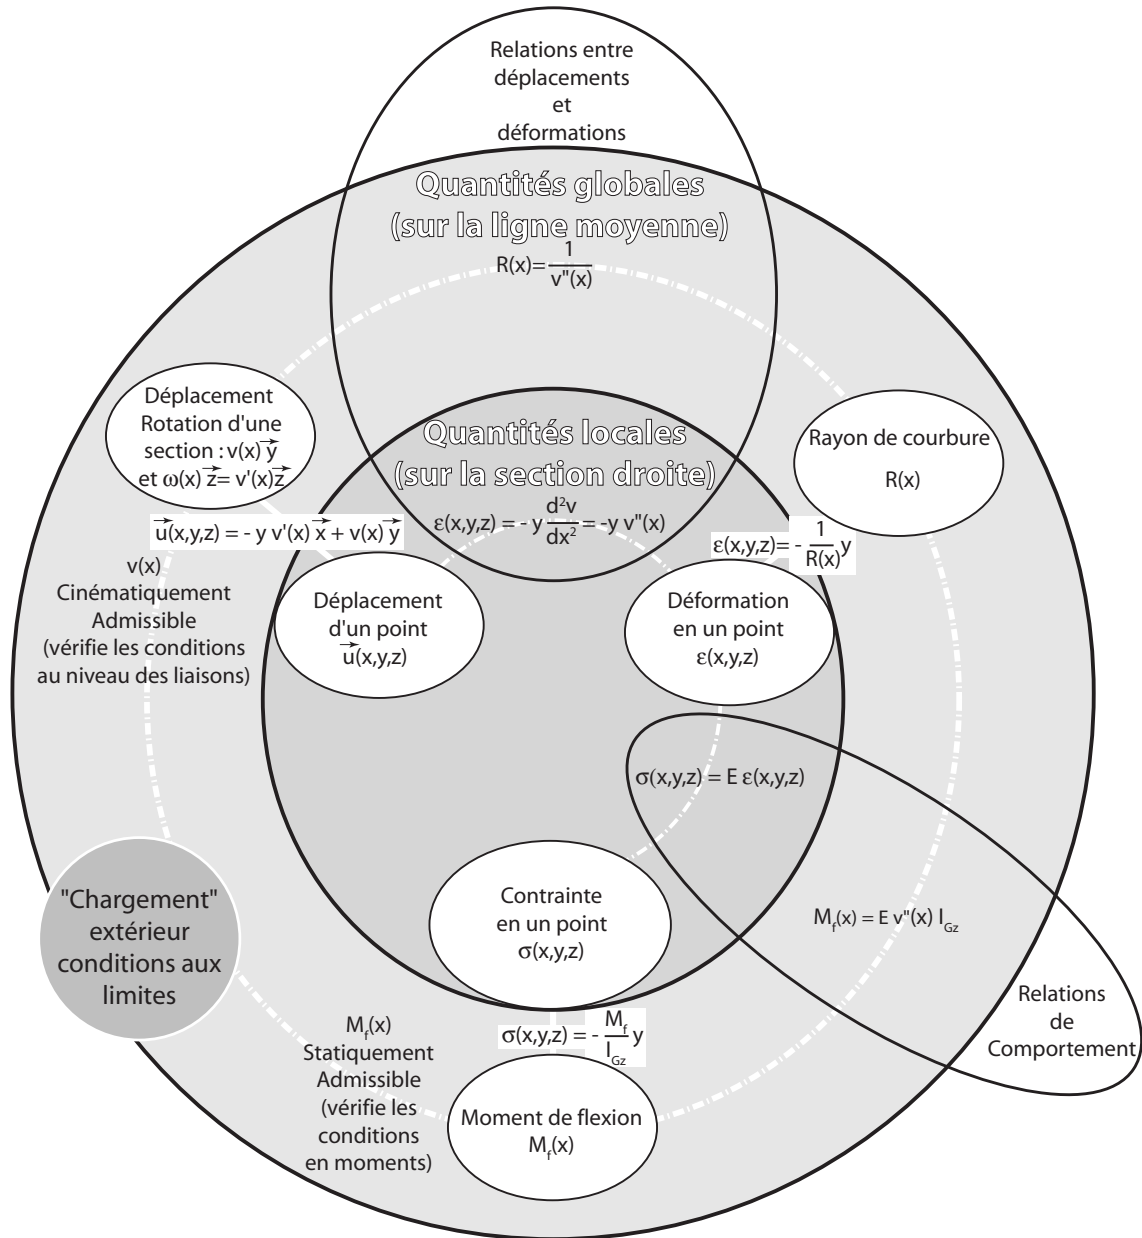 Relations entre
déplacements
et
déformations
Quantités globales
(sur la ligne moyenne)
R(x)=1/v"(x)
Déplacement
Rotation d'une
section : v(x) y⃗
et ω(x) z⃗= v'(x)z⃗
Rayon de courbure
R(x)
Quantités locales
(sur la section droite)
ε(x,y,z) = - y d²v/dx² = -y v"(x)
u⃗(x,y,z) = - y v'(x) x⃗ + v(x) y⃗
ε(x,y,z)= - 1/R(x) y
v(x)
Cinématiquement
Admissible
(vérifie les conditions
au niveau des liaisons)
Déplacement
d'un point
u⃗(x,y,z)
Déformation
en un point
ε(x,y,z)
σ(x,y,z) = E ε(x,y,z)
Contrainte
en un point
σ(x,y,z)
"Chargement"
extérieur
conditions aux
limites
M_f(x) = E v"(x) I_Gz
Relations
de
Comportement
M_f(x)
Statiquement
Admissible
(vérifie les
conditions
en moments)
σ(x,y,z) = - M_f/I_Gz y
Moment de flexion
M_f(x)